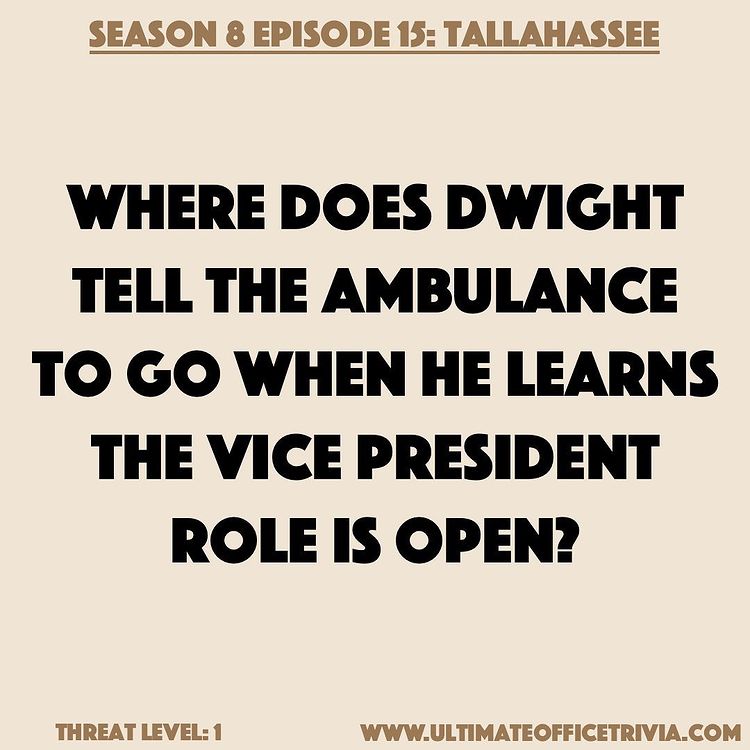 SEASON 8 EPISODE 15: TALLAHASSEE
WHERE DOES DWIGHT
TELL THE AMBULANCE
TO GO WHEN HE LEARNS
THE VICE PRESIDENT
ROLE IS OPEN?
THREAT LEVEL: 1
WWW.ULTIMATEOFFICETRIVIA.COM